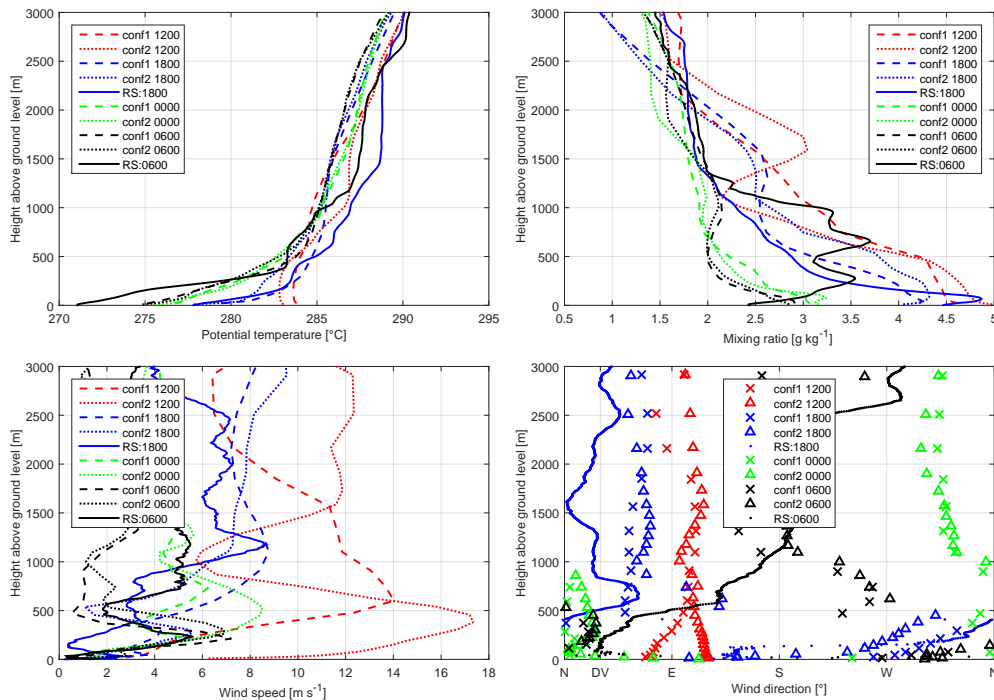 3000
2500
2000
1500
1000
500
0
Height above ground level [m]
conf1 1200
conf2 1200
conf1 1800
conf2 1800
RS:1800
conf1 0000
conf2 0000
conf1 0600
conf2 0600
RS:0600
270 275 280 285 290 295
Potential temperature [°C]
3000
2500
2000
1500
1000
500
0
Height above ground level [m]
conf1 1200
conf2 1200
conf1 1800
conf2 1800
RS:1800
conf1 0000
conf2 0000
conf1 0600
conf2 0600
RS:0600
0.5 1 1.5 2 2.5 3 3.5 4 4.5 5
Mixing ratio [g kg-1]
3000
2500
2000
1500
1000
500
0
Height above ground level [m]
conf1 1200
conf2 1200
conf1 1800
conf2 1800
RS:1800
conf1 0000
conf2 0000
conf1 0600
conf2 0600
RS:0600
0 2 4 6 8 10 12 14 16 18
Wind speed [m s-1]
3000
2500
2000
1500
1000
500
0
Height above ground level [m]
conf1 1200
conf2 1200
conf1 1800
conf2 1800
RS:1800
conf1 0000
conf2 0000
conf1 0600
conf2 0600
RS:0600
N DV E S W N
Wind direction [°]